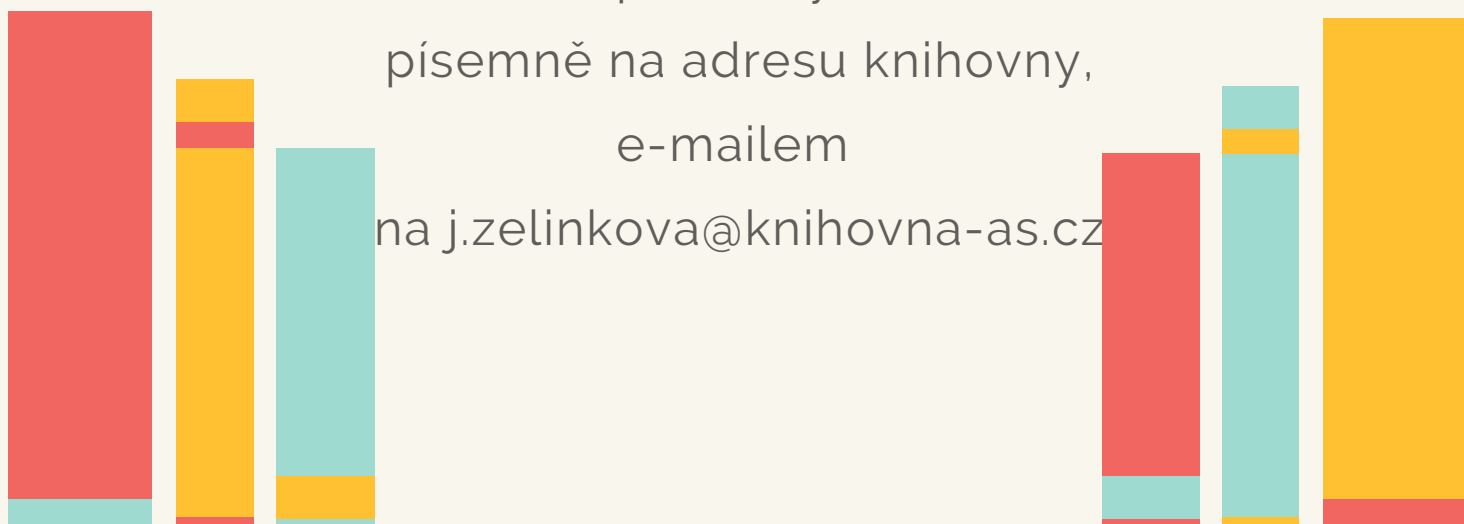 písemně na adresu knihovny,
e-mailem
na j.zelinkova@knihovna-as.cz